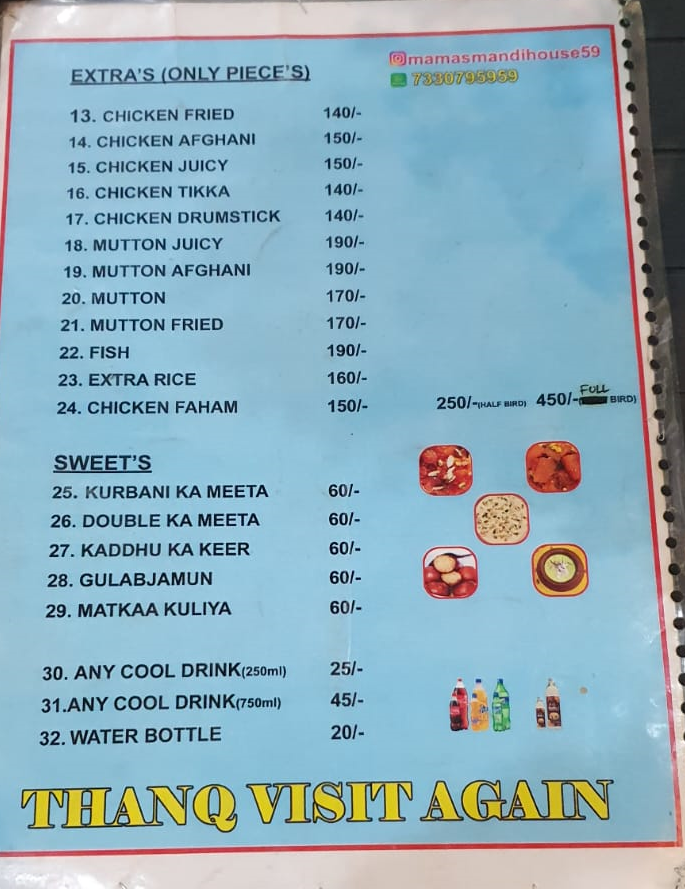 @mamasmandihouse59
7330795959
EXTRA'S (ONLY PIECE'S)
13. CHICKEN FRIED 140/-
14. CHICKEN AFGHANI 150/-
15. CHICKEN JUICY 150/-
16. CHICKEN TIKKA 140/-
17. CHICKEN DRUMSTICK 140/-
18. MUTTON JUICY 190/-
19. MUTTON AFGHANI 190/-
20. MUTTON 170/-
21. MUTTON FRIED 170/-
22. FISH 190/-
23. EXTRA RICE 160/-
24. CHICKEN FAHAM 150/- 250/-(HALF BIRD) 450/-(FULL BIRD)
SWEET'S
25. KURBANI KA MEETA 60/-
26. DOUBLE KA MEETA 60/-
27. KADDHU KA KEER 60/-
28. GULABJAMUN 60/-
29. MATKAA KULIYA 60/-
30. ANY COOL DRINK(250ml) 25/-
31.ANY COOL DRINK(750ml) 45/-
32. WATER BOTTLE 20/-
THANQ VISIT AGAIN